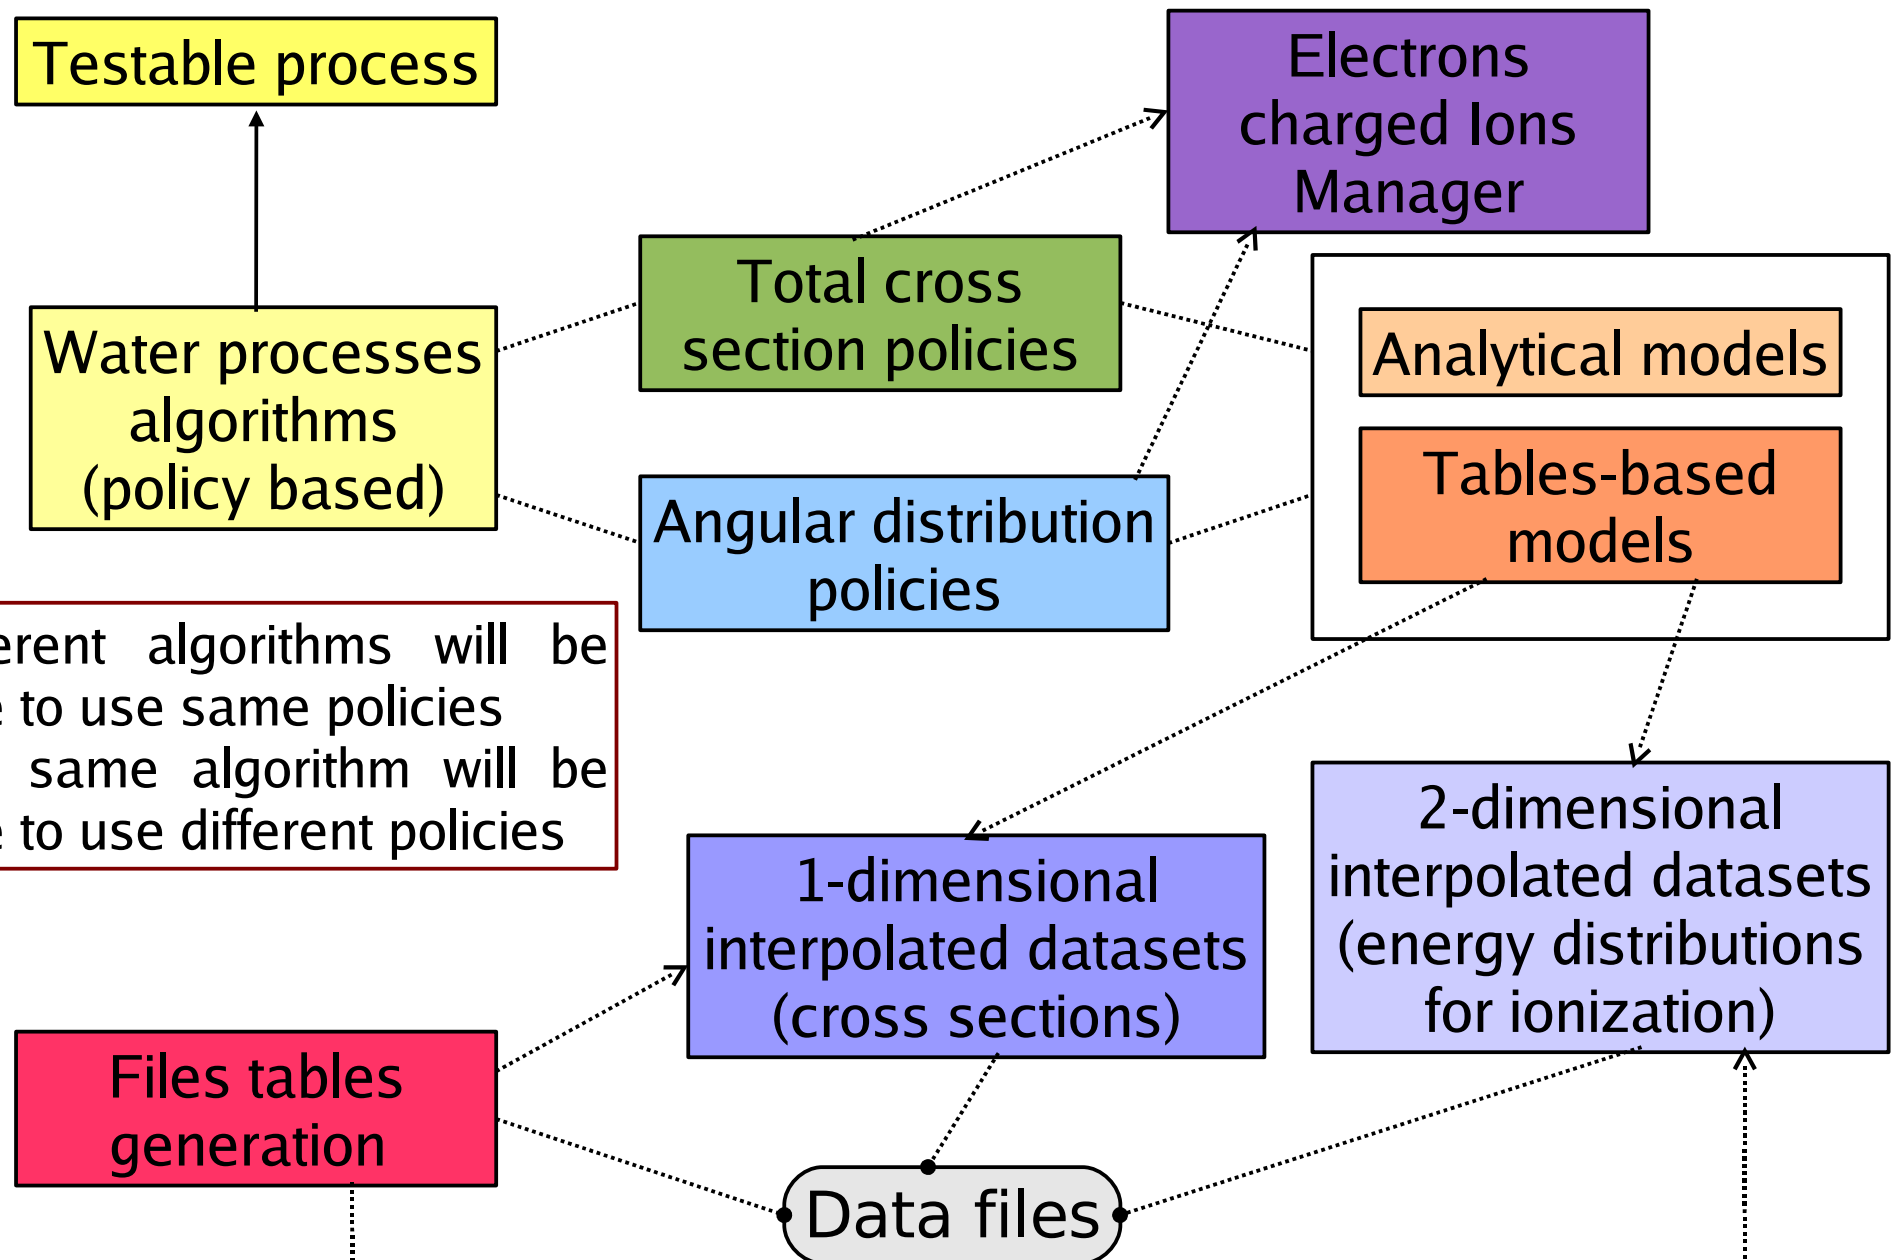 Testable process
Electrons
charged Ions
Manager
Total cross
section policies
Water processes
algorithms
(policy based)
Analytical models
Tables-based
models
Angular distribution
policies
algorithms will be
to use same policies
same algorithm will be
to use different policies
2-dimensional
interpolated datasets
(energy distributions
for ionization)
1-dimensional
interpolated datasets
(cross sections)
Files tables
generation
Data files